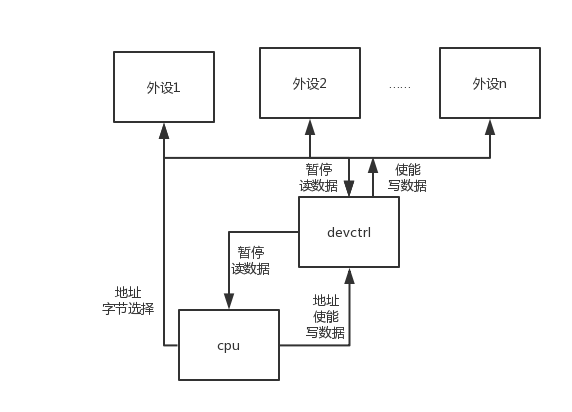 外设1
外设2
……
外设n
暂停
读数据
使能
写数据
devctrl
暂停
读数据
地址
字节选择
地址
使能
写数据
cpu